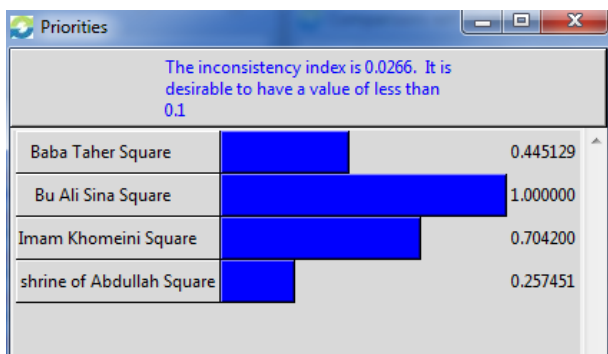 Priorities
The inconsistency index is 0.0266. It is
desirable to have a value of less than
0.1
Baba Taher Square 0.445129
Bu Ali Sina Square 1.000000
Imam Khomeini Square 0.704200
shrine of Abdullah Square 0.257451